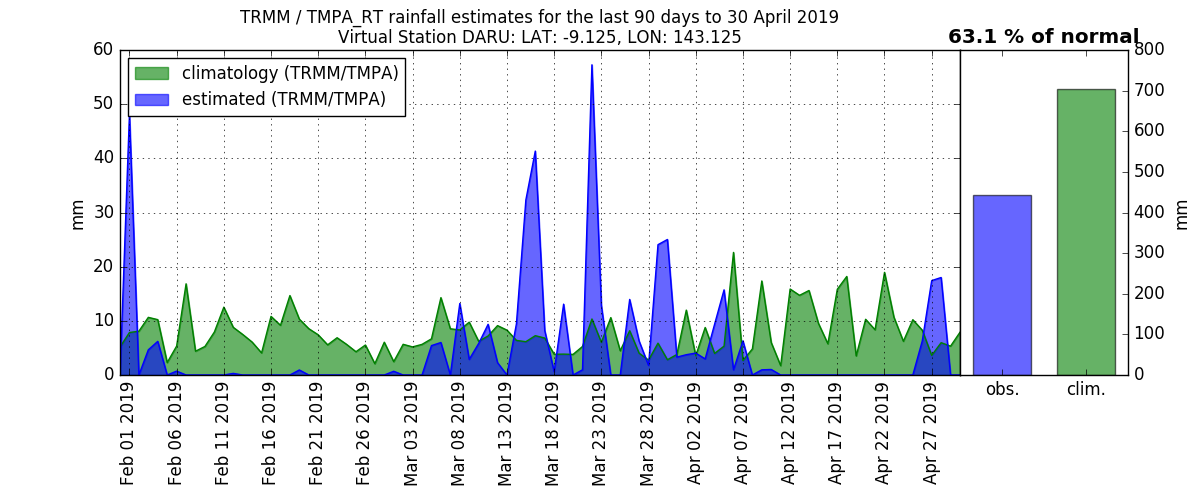 TRMM / TMPA_RT rainfall estimates for the last 90 days to 30 April 2019
Virtual Station DARU: LAT: -9.125, LON: 143.125
63.1 % of normal
climatology (TRMM/TMPA)
estimated (TRMM/TMPA)
60
50
40
30
20
10
0
mm
Feb 01 2019
Feb 06 2019
Feb 11 2019
Feb 16 2019
Feb 21 2019
Feb 26 2019
Mar 03 2019
Mar 08 2019
Mar 13 2019
Mar 18 2019
Mar 23 2019
Mar 28 2019
Apr 02 2019
Apr 07 2019
Apr 12 2019
Apr 17 2019
Apr 22 2019
Apr 27 2019
obs.
clim.
800
700
600
500
400
300
200
100
0
mm